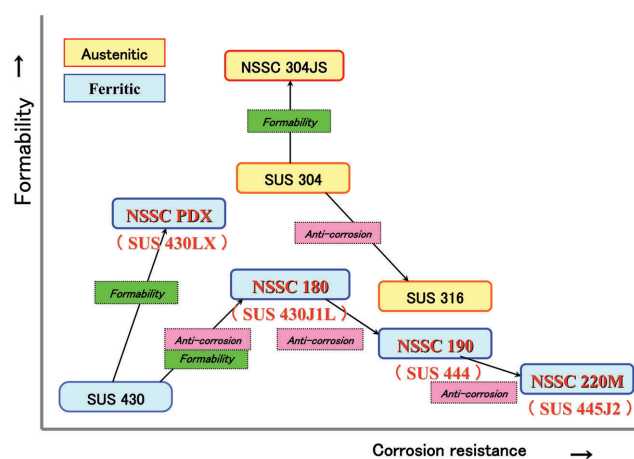 Formability →
Austenitic
Ferritic
NSSC 304JS
Formability
SUS 304
NSSC PDX
( SUS 430LX )
Anti-corrosion
NSSC 180
( SUS 430J1L )
SUS 316
Formability
Anti-corrosion
Formability
Anti-corrosion
NSSC 190
( SUS 444 )
SUS 430
NSSC 220M
( SUS 445J2 )
Anti-corrosion
Corrosion resistance →